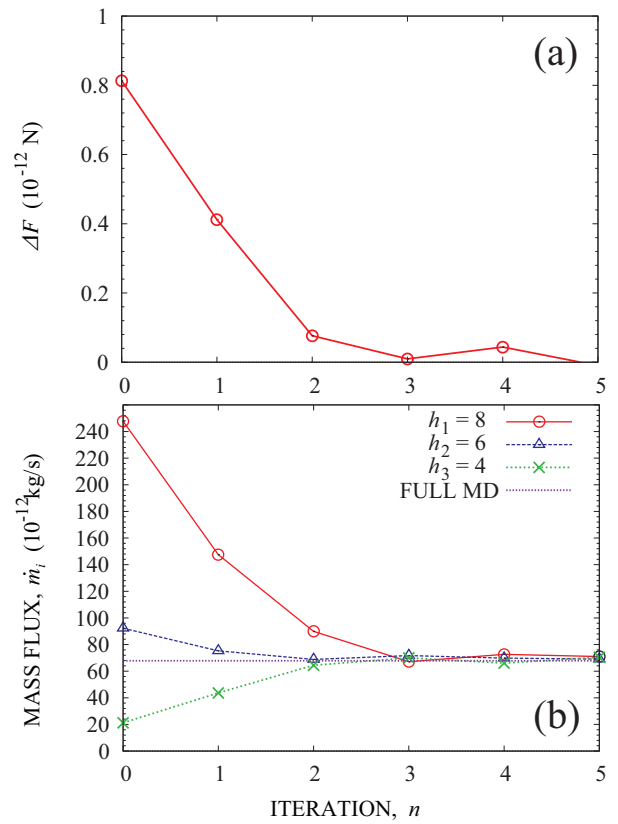 (a)
1
0.8
0.6
0.4
0.2
0
ΔF (10⁻¹² N)
0 1 2 3 4 5
h₁ = 8
h₂ = 6
h₃ = 4
FULL MD
240
220
200
180
160
140
120
100
80
60
40
20
0
MASS FLUX, ṁᵢ (10⁻¹²kg/s)
(b)
0 1 2 3 4 5
ITERATION, n